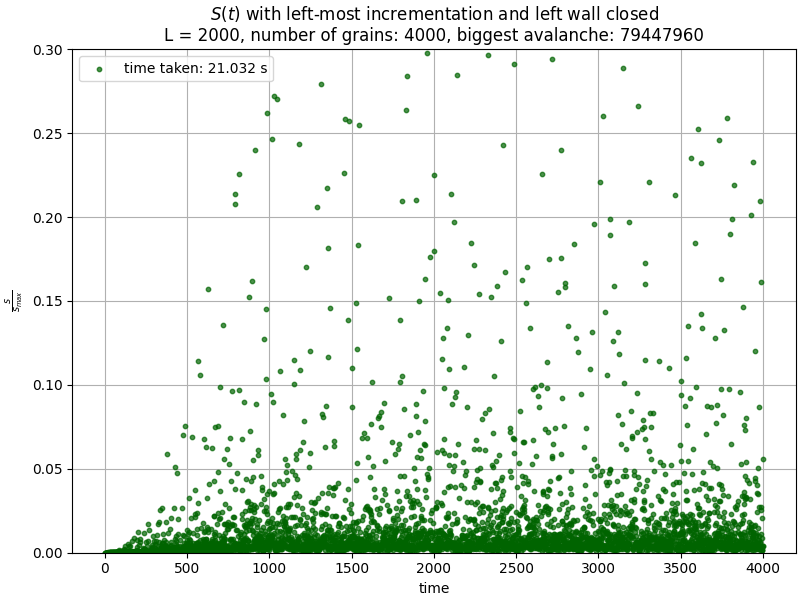 S(t) with left-most incrementation and left wall closed
L = 2000, number of grains: 4000, biggest avalanche: 79447960
time taken: 21.032 s
0.30
0.25
0.20
0.15
0.10
0.05
0.00
s/s_max
0 500 1000 1500 2000 2500 3000 3500 4000
time